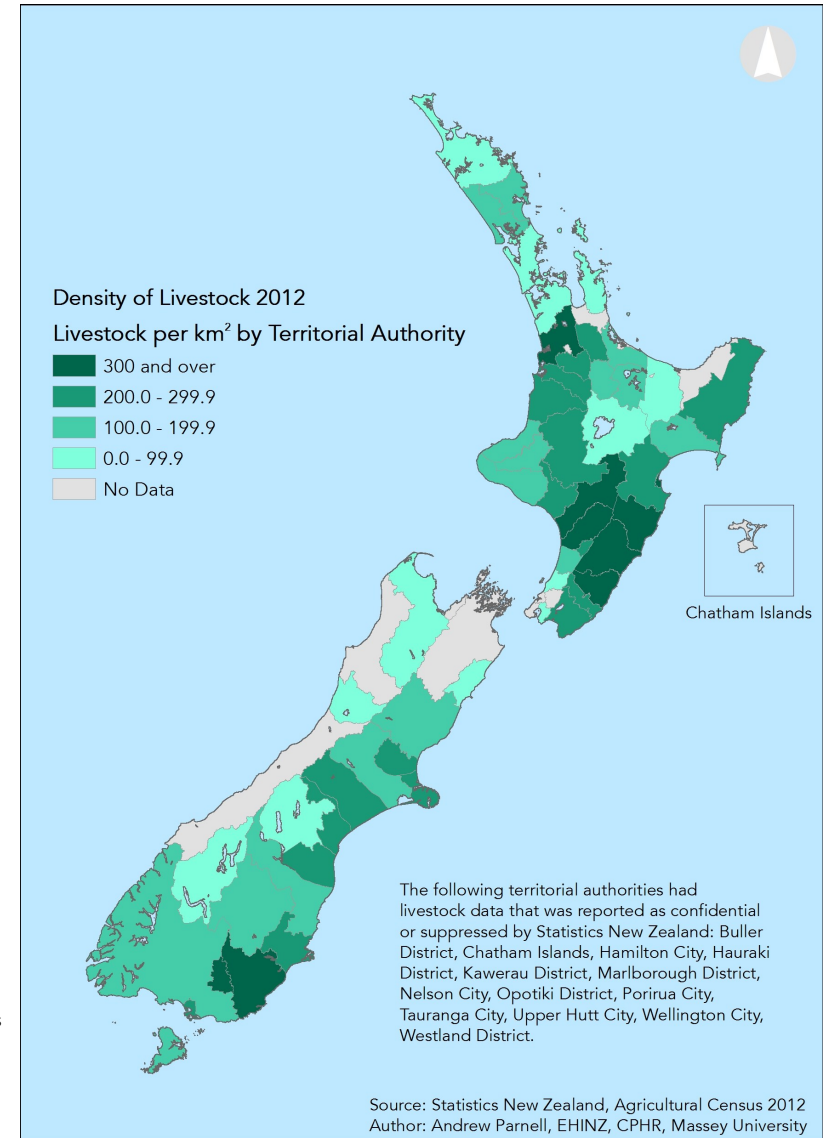 Density of Livestock 2012
Livestock per km² by Territorial Authority
300 and over
200.0 - 299.9
100.0 - 199.9
0.0 - 99.9
No Data
Chatham Islands
The following territorial authorities had
livestock data that was reported as confidential
or suppressed by Statistics New Zealand: Buller
District, Chatham Islands, Hamilton City, Hauraki
District, Kawerau District, Marlborough District,
Nelson City, Opotiki District, Porirua City,
Tauranga City, Upper Hutt City, Wellington City,
Westland District.
Source: Statistics New Zealand, Agricultural Census 2012
Author: Andrew Parnell, EHINZ, CPHR, Massey University